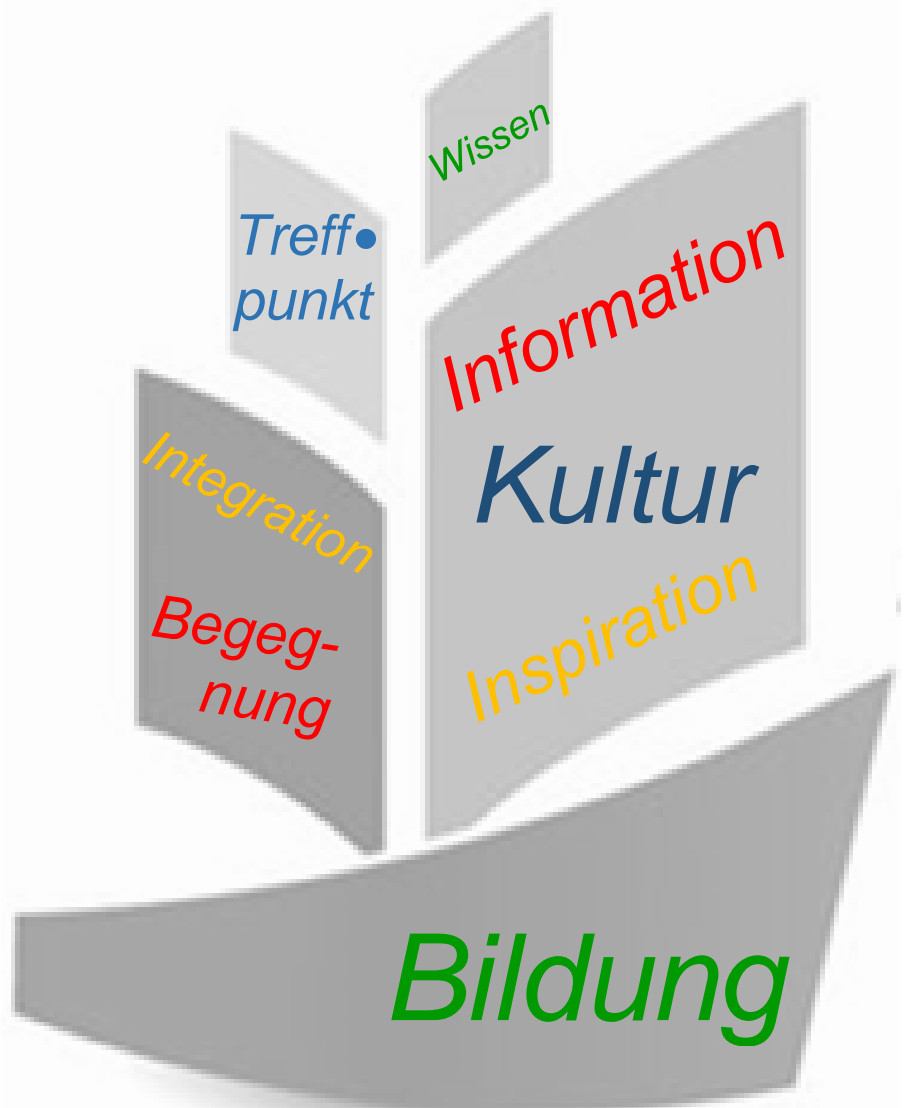 Wissen
Treff•
punkt
Information
Kultur
Integration
Inspiration
Begeg-
nung
Bildung